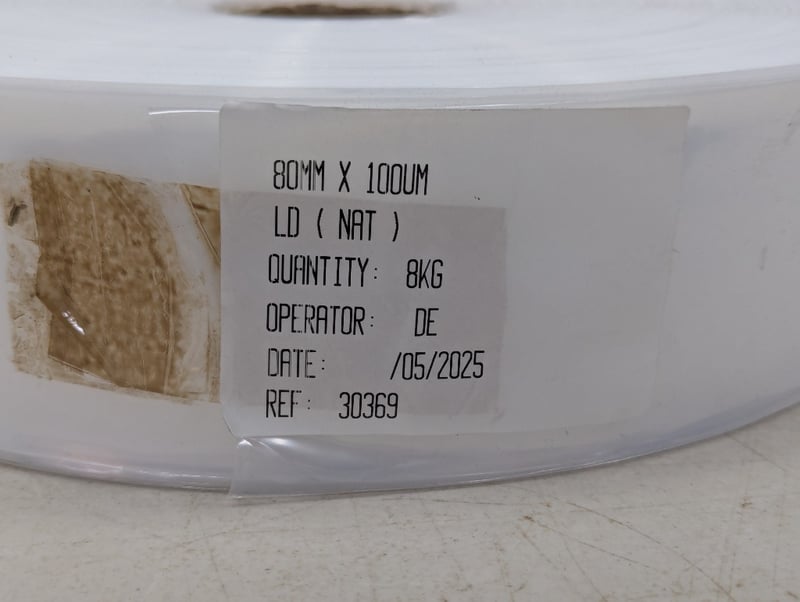 80MM X 100UM
LD ( NAT )
QUANTITY: 8KG
OPERATOR: DE
DATE: /05/2025
REF: 30369